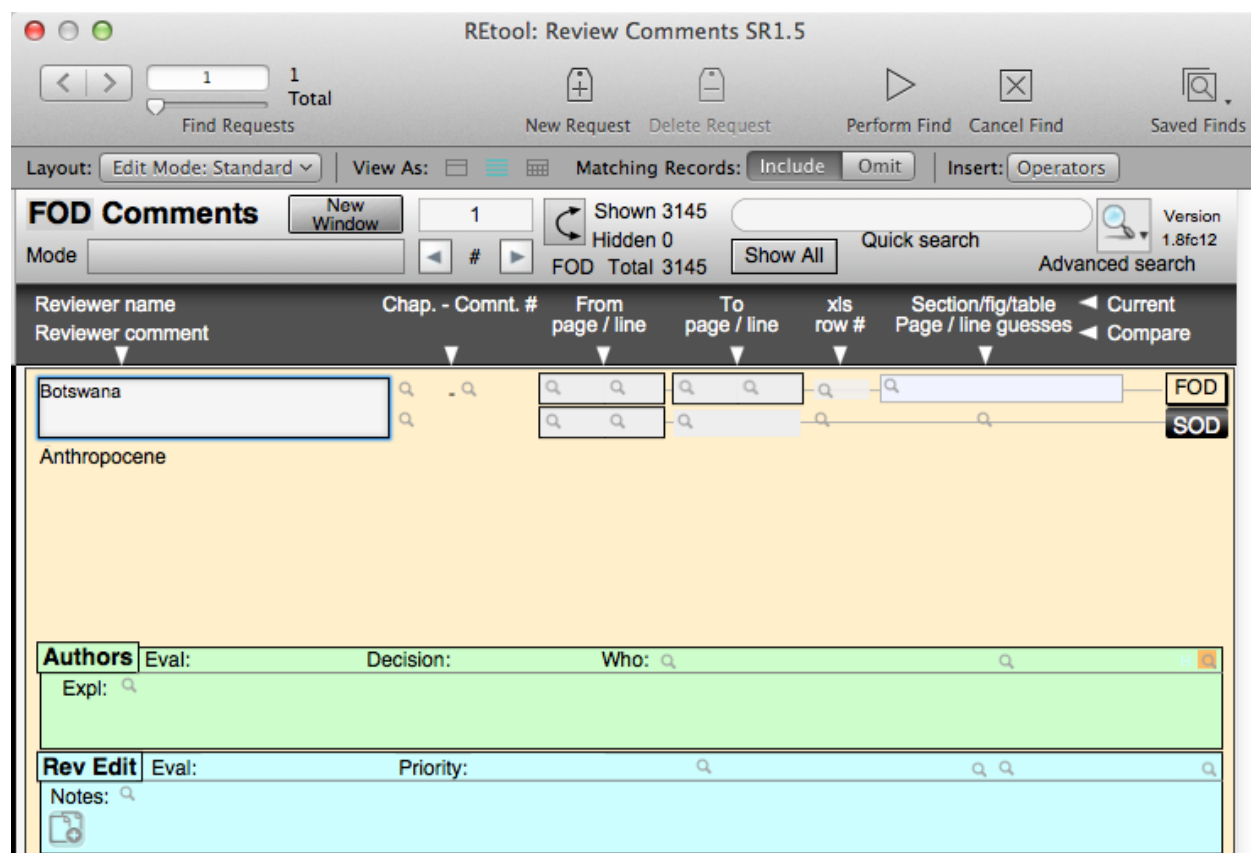 REtool: Review Comments SR1.5
1
1
Total
Find Requests
New Request
Delete Request
Perform Find
Cancel Find
Saved Finds
Layout: Edit Mode: Standard
View As:
Matching Records: Include Omit
Insert: Operators
FOD Comments
New Window
1
Shown 3145
Hidden 0
FOD Total 3145
Show All
Quick search
Version
1.8fc12
Advanced search
Mode
#
Reviewer name
Reviewer comment
Chap. - Comnt. #
From
page / line
To
page / line
xls
row #
Section/fig/table
Page / line guesses
Current
Compare
Botswana
-
FOD
SOD
Anthropocene
Authors Eval: Decision: Who:
Expl:
Rev Edit Eval: Priority:
Notes: